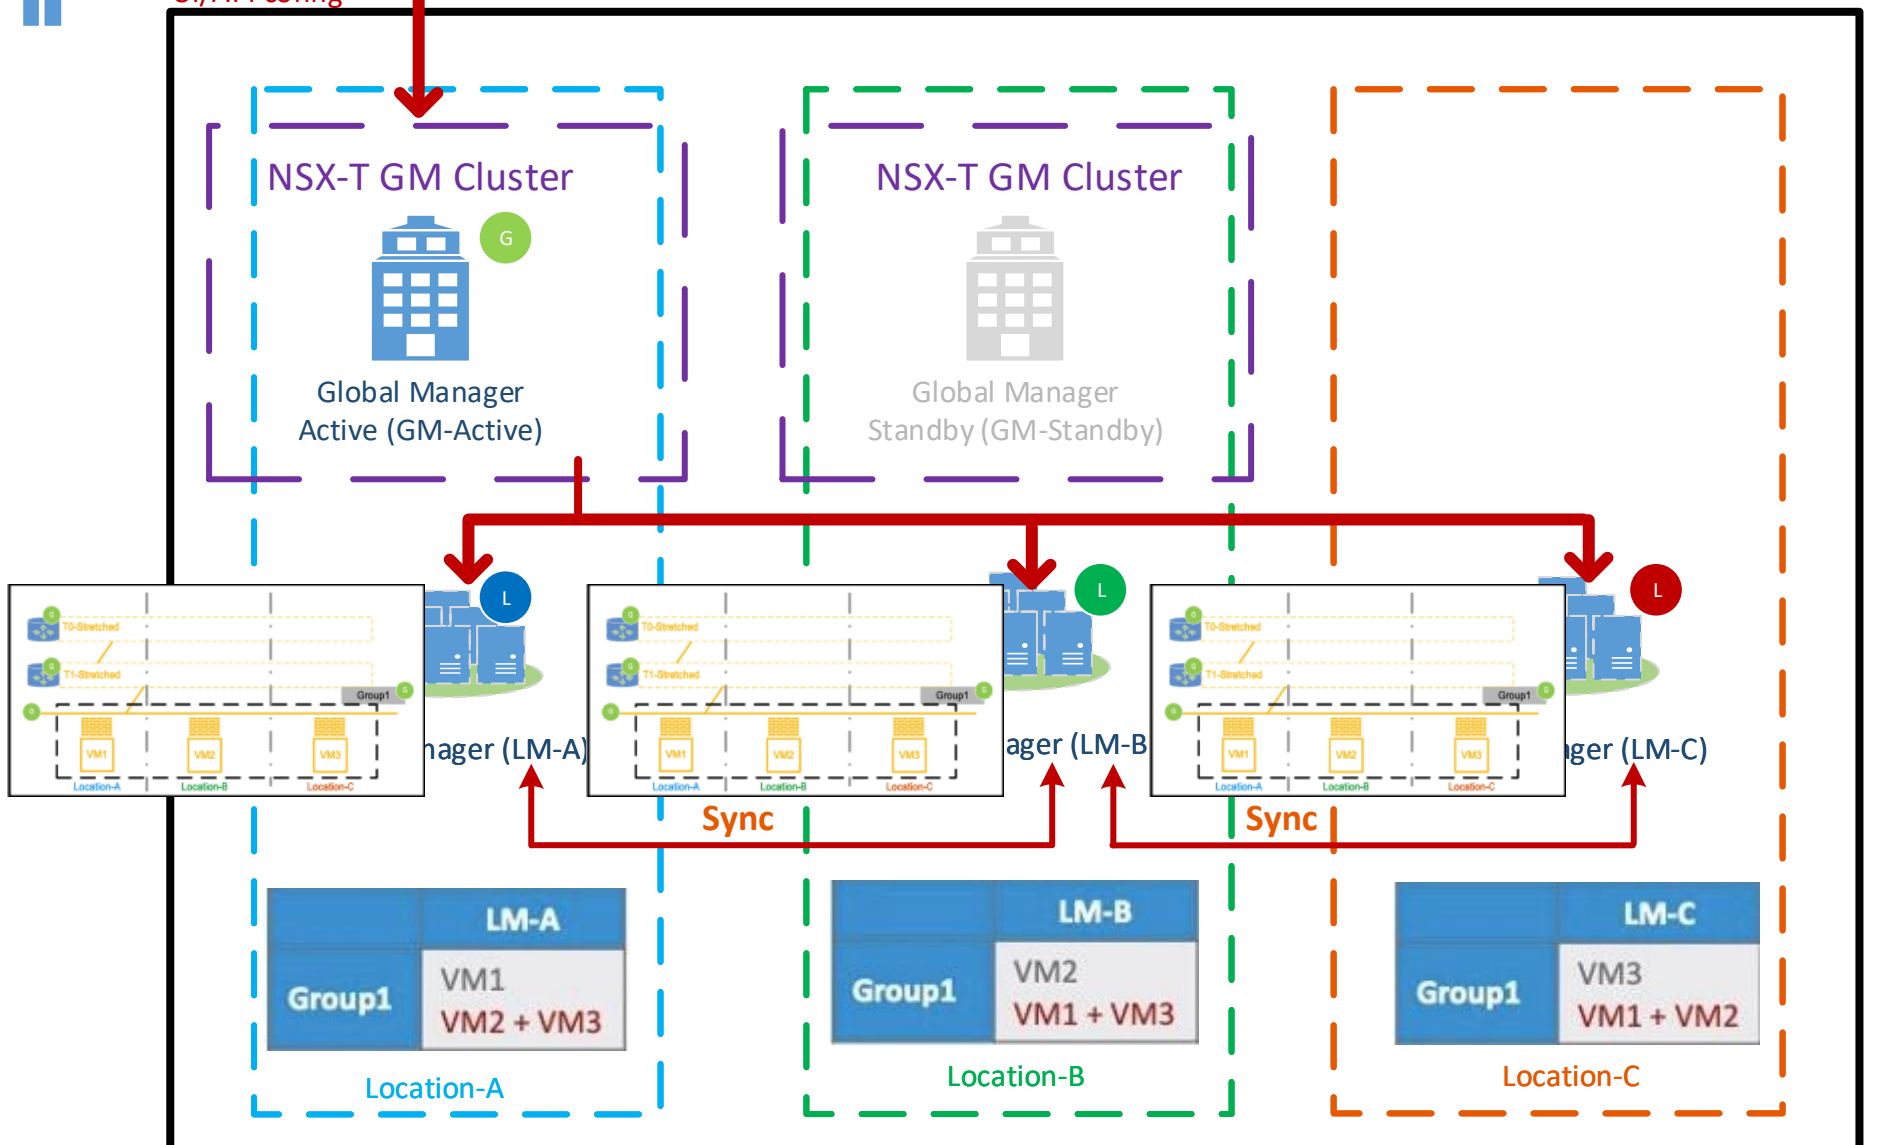 NSX-T GM Cluster
G
Global Manager
Active (GM-Active)
NSX-T GM Cluster
Global Manager
Standby (GM-Standby)
L
L
L
G
T0-Stretched
G
T1-Stretched
Group1
G
G
VM1
VM2
VM3
Location-A
Location-B
Location-C
(LM-A)
G
T0-Stretched
G
T1-Stretched
Group1
G
G
VM1
VM2
VM3
Location-A
Location-B
Location-C
(LM-B
G
T0-Stretched
G
T1-Stretched
Group1
G
G
VM1
VM2
VM3
Location-A
Location-B
Location-C
(LM-C)
Sync
Sync
LM-A
Group1
VM1
VM2 + VM3
Location-A
LM-B
Group1
VM2
VM1 + VM3
Location-B
LM-C
Group1
VM3
VM1 + VM2
Location-C